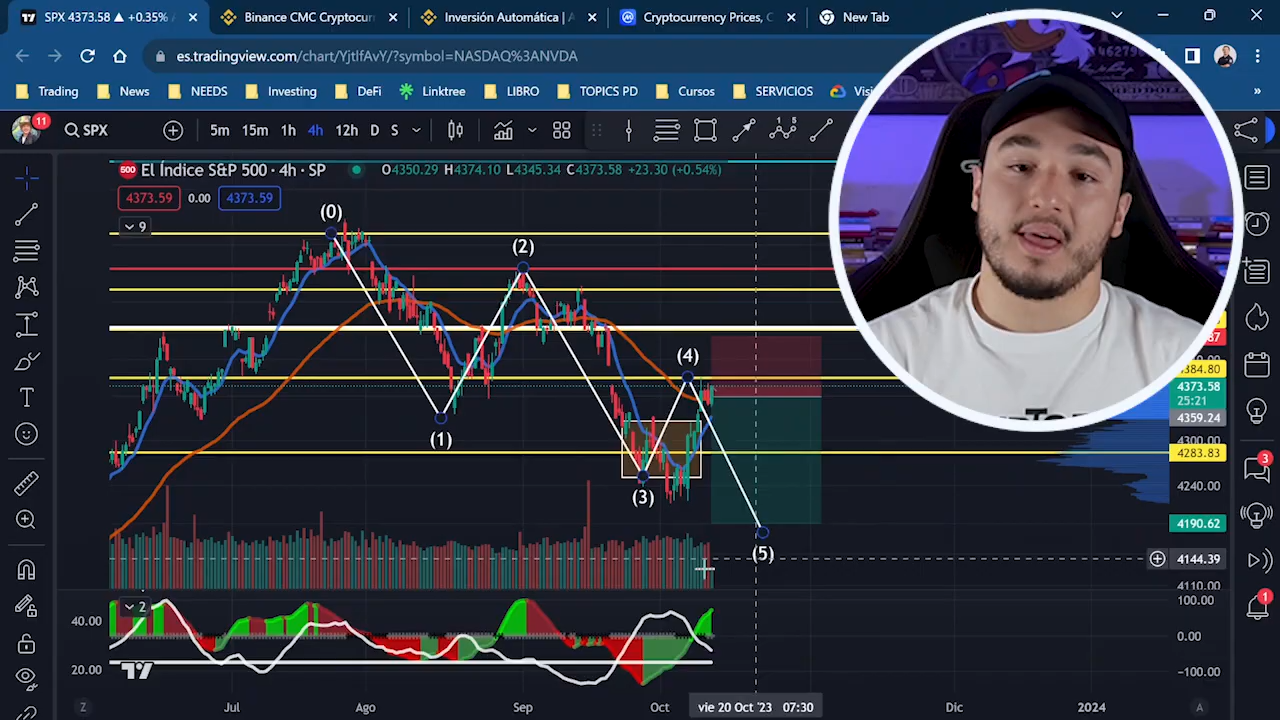 SPX 4373.58 ▲ +0.35%
Binance CMC Cryptocurr
Inversión Automática |
Cryptocurrency Prices, C
New Tab
es.tradingview.com/chart/YjtlfAvY/?symbol=NASDAQ%3ANVDA
Trading
News
NEEDS
Investing
DeFi
Linktree
LIBRO
TOPICS PD
Cursos
SERVICIOS
11
SPX
5m
15m
1h
4h
12h
D
S
500
El Índice S&P 500 · 4h · SP
O4350.29 H4374.10 L4345.34 C4373.58 +23.30 (+0.54%)
4373.59
0.00
4373.59
9
(0)
(2)
(4)
(1)
(3)
(5)
4384.80
4373.58
25:21
4359.24
4300.00
4283.83
4240.00
4190.62
4144.39
4110.00
3
1
2
40.00
20.00
100.00
0.00
-100.00
Z
Jul
Ago
Sep
Oct
vie 20 Oct '23 07:30
Dic
2024
A